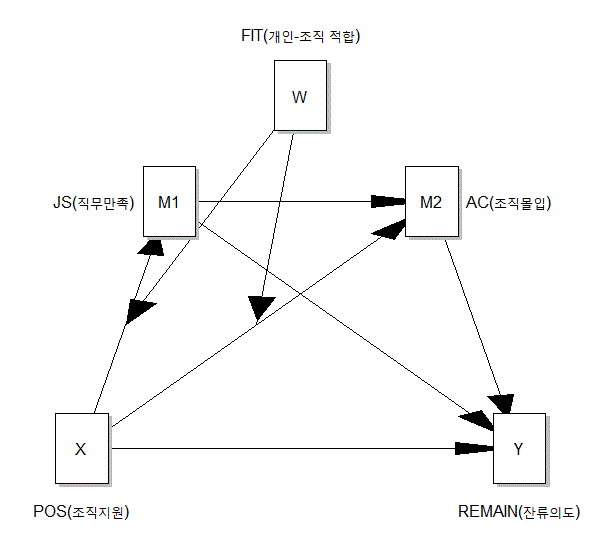 FIT(개인-조직 적합)
W
JS(직무만족)
M1
M2
AC(조직몰입)
X
Y
POS(조직지원)
REMAIN(잔류의도)